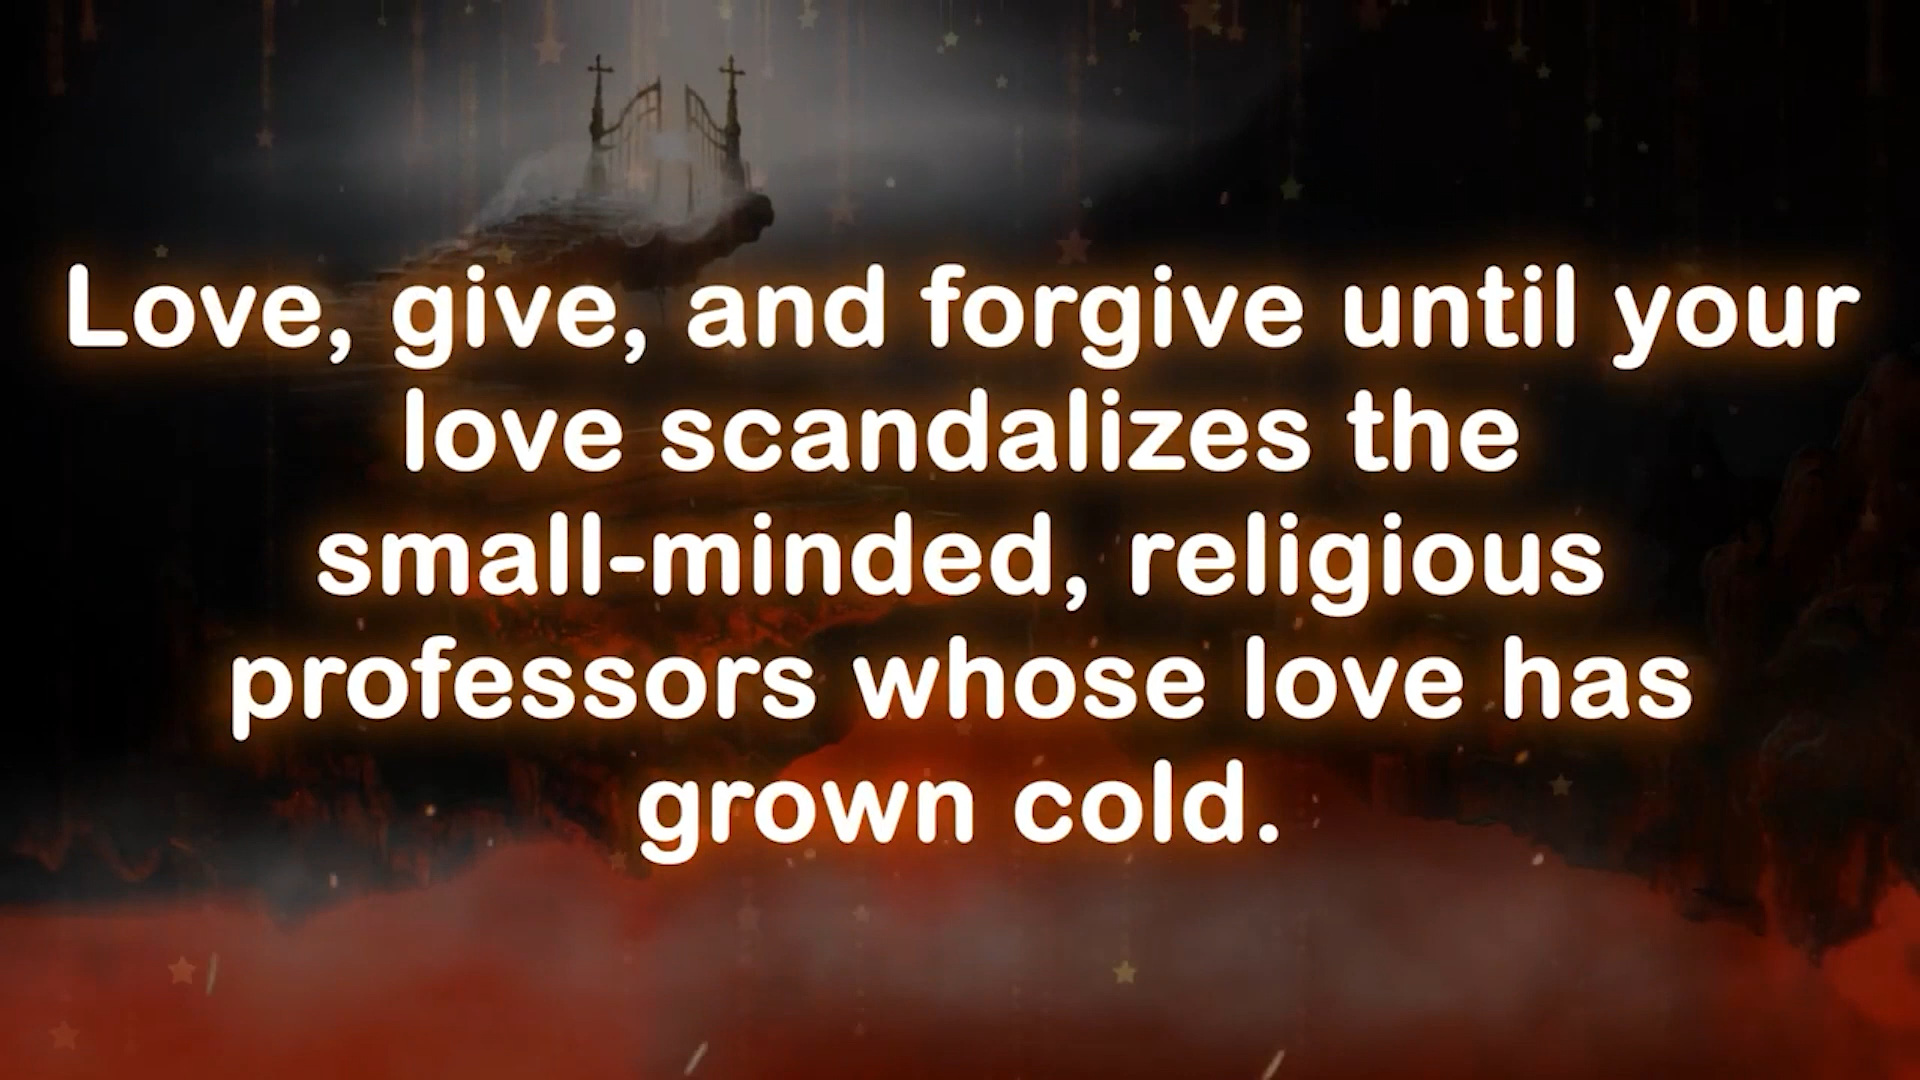 Love, give, and forgive until your
love scandalizes the
small-minded, religious
professors whose love has
grown cold.